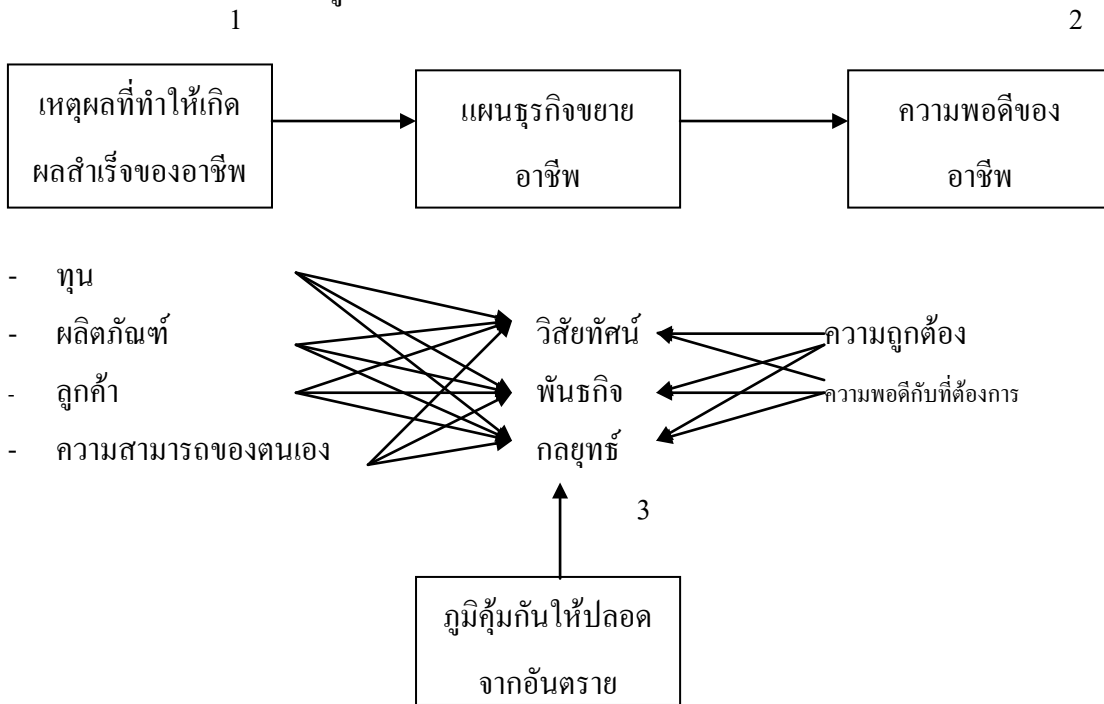 1
2
เหตุผลที่ทำให้เกิด
ผลสำเร็จของอาชีพ
แผนธุรกิจขยาย
อาชีพ
ความพอดีของ
อาชีพ
- ทุน
- ผลิตภัณฑ์
- ลูกค้า
- ความสามารถของตนเอง
วิสัยทัศน์
พันธกิจ
กลยุทธ์
ความถูกต้อง
ความพอดีกับที่ต้องการ
3
ภูมิคุ้มกันให้ปลอด
จากอันตราย